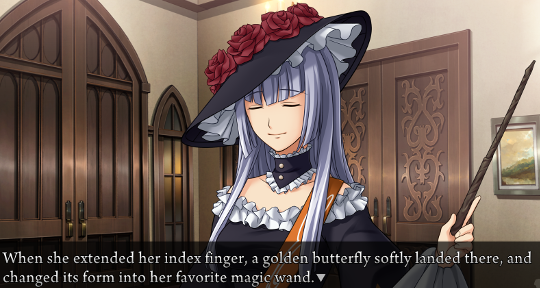 When she extended her index finger, a golden butterfly softly landed there, and
changed its form into her favorite magic wand.▼